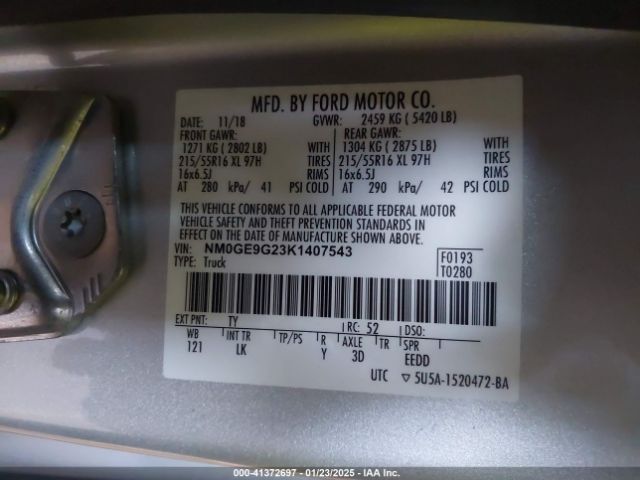 MFD. BY FORD MOTOR CO.
DATE: 11/18 GVWR: 2459 KG ( 5420 LB)
FRONT GAWR: REAR GAWR:
1271 KG ( 2802 LB) WITH 1304 KG ( 2875 LB) WITH
215/55R16 XL 97H TIRES 215/55R16 XL 97H TIRES
16x6.5J RIMS 16x6.5J RIMS
AT 280 kPa/ 41 PSI COLD AT 290 kPa/ 42 PSI COLD
THIS VEHICLE CONFORMS TO ALL APPLICABLE FEDERAL MOTOR
VEHICLE SAFETY AND THEFT PREVENTION STANDARDS IN EFFECT
ON THE DATE OF MANUFACTURE SHOWN ABOVE.
VIN: NM0GE9G23K1407543 F0193
TYPE: Truck T0280
EXT PNT: TY RC: 52 DSO:
WB INT TR TP/PS R AXLE TR SPR
121 LK Y 3D EEDD
UTC ▽ 5U5A-1520472-BA
000-41372697 - 01/23/2025 - IAA Inc.